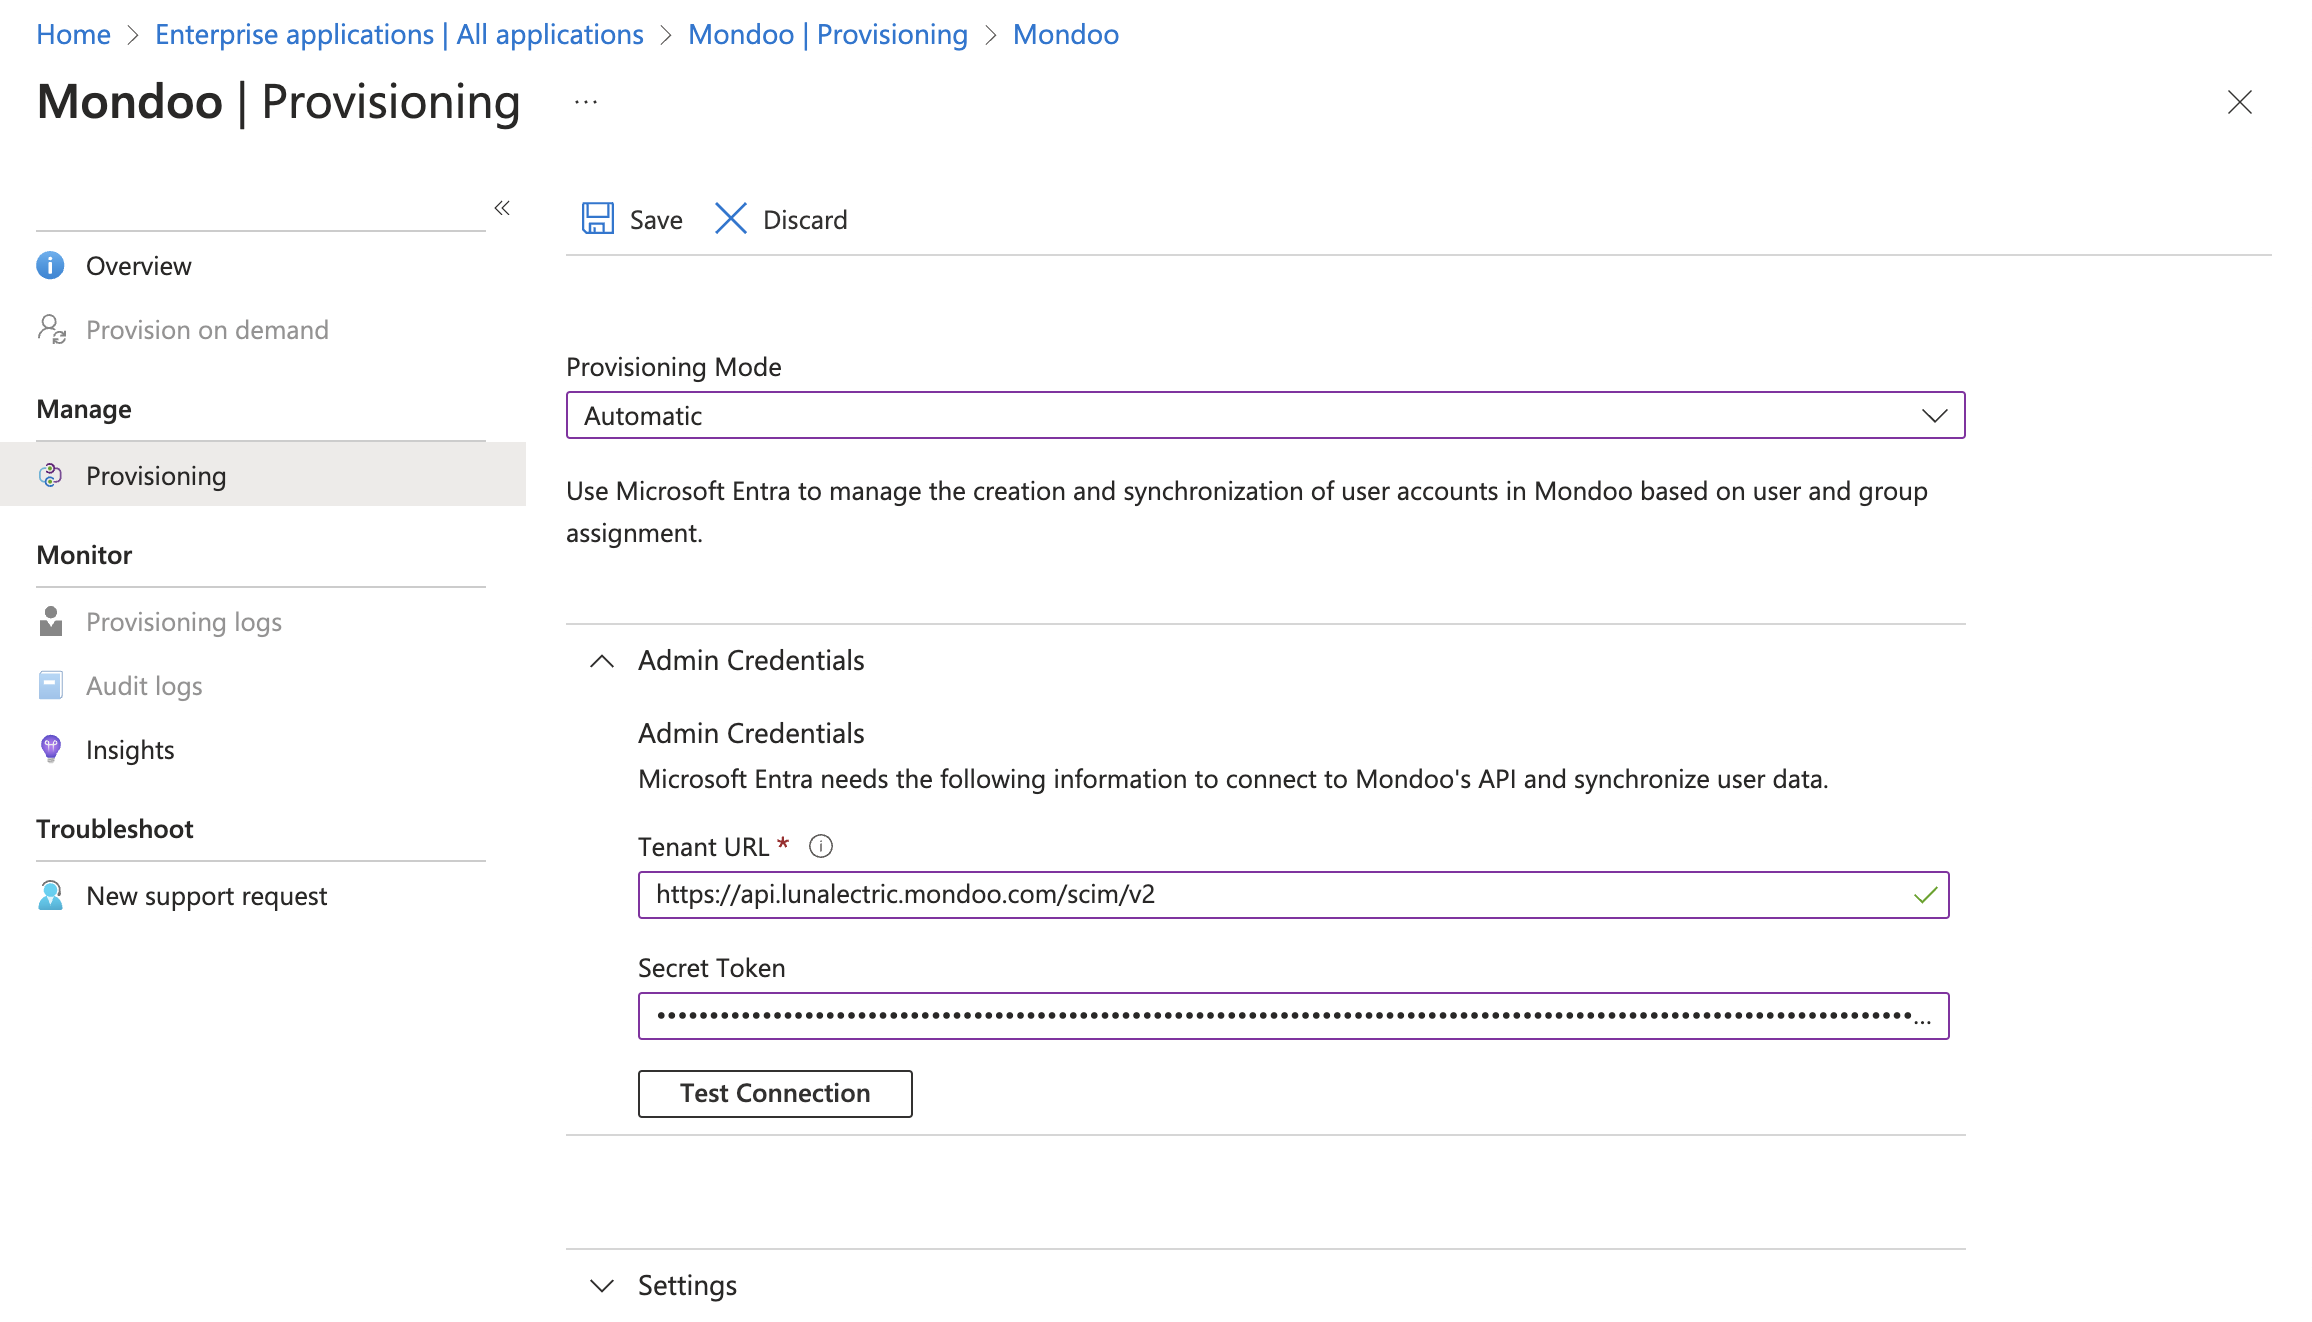 Home > Enterprise applications | All applications > Mondoo | Provisioning > Mondoo
Mondoo | Provisioning ...
Save Discard
Overview
Provision on demand
Manage
Provisioning
Monitor
Provisioning logs
Audit logs
Insights
Troubleshoot
New support request
Provisioning Mode
Automatic
Use Microsoft Entra to manage the creation and synchronization of user accounts in Mondoo based on user and group
assignment.
Admin Credentials
Admin Credentials
Microsoft Entra needs the following information to connect to Mondoo's API and synchronize user data.
Tenant URL *
https://api.lunalectric.mondoo.com/scim/v2
Secret Token
Test Connection
Settings